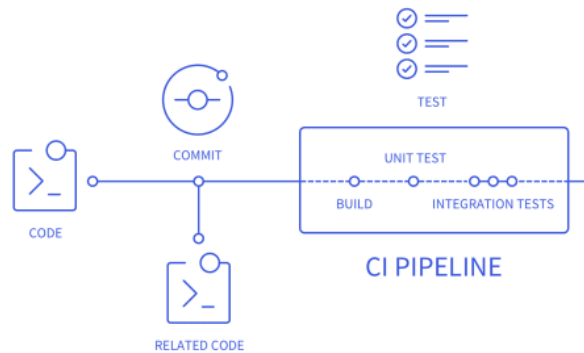 TEST
COMMIT
UNIT TEST
BUILD
INTEGRATION TESTS
CODE
CI PIPELINE
RELATED CODE